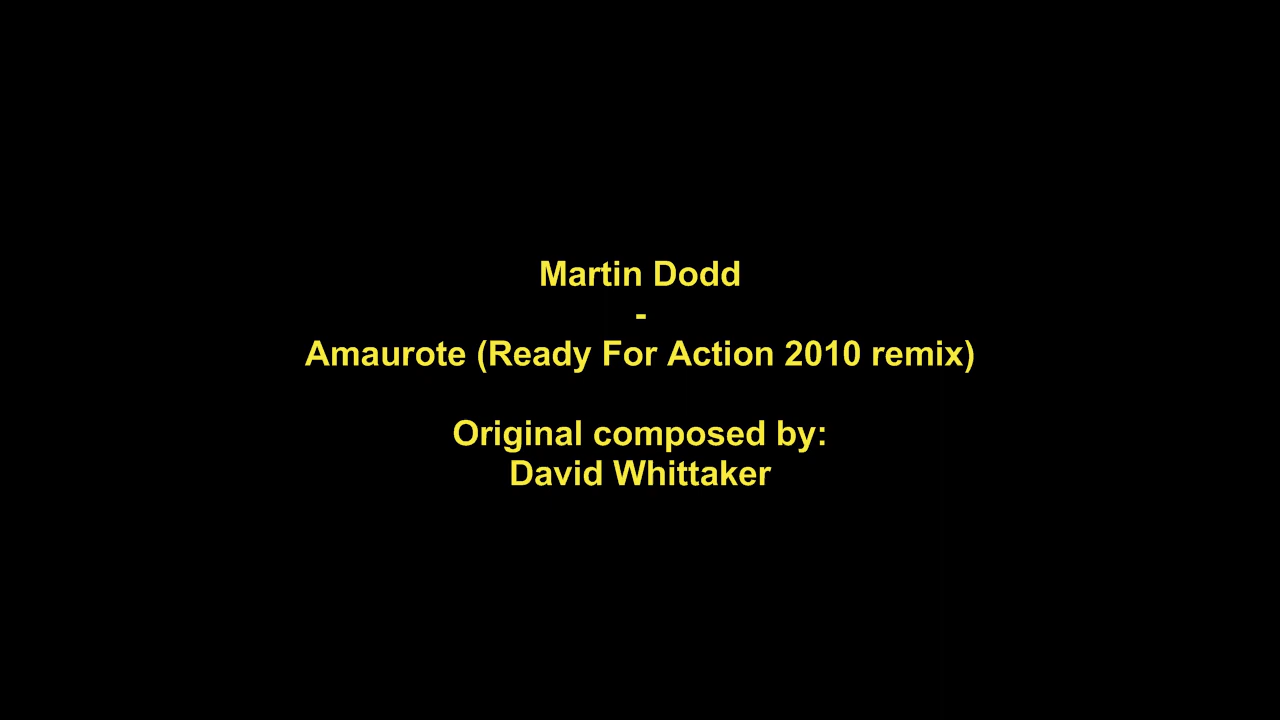 Martin Dodd
-
Amaurote (Ready For Action 2010 remix)
Original composed by:
David Whittaker